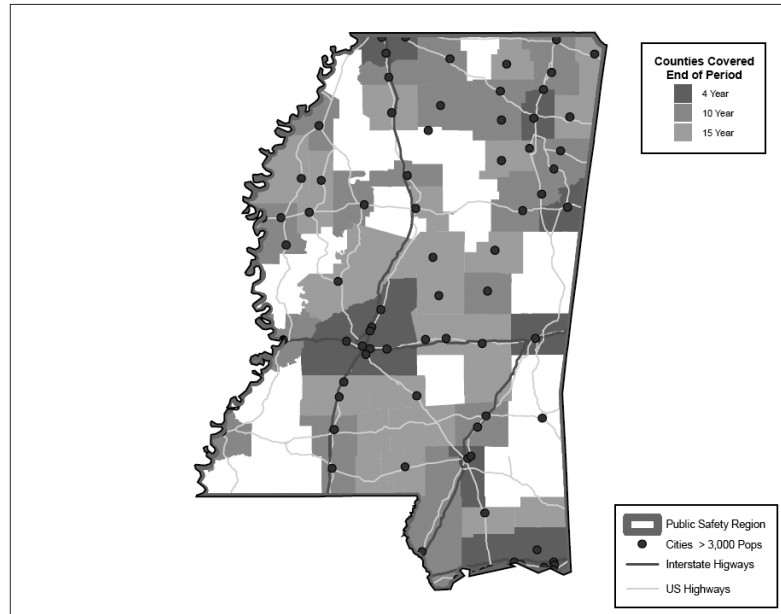 Counties Covered
End of Period
4 Year
10 Year
15 Year
Public Safety Region
Cities > 3,000 Pops
Interstate Higways
US Highways